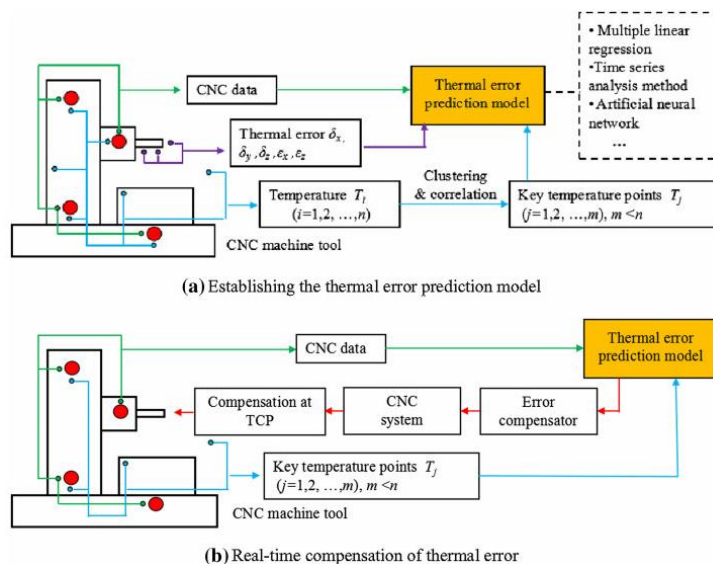 • Multiple linear
regression
•Time series
analysis method
•Artificial neural
network
...
CNC data
Thermal error
prediction model
Thermal error δx,
δy ,δz ,εx ,εz
Clustering
& correlation
Temperature Ti
(i=1,2, …,n)
Key temperature points Tj
(j=1,2, …,m), m <n
CNC machine tool
(a) Establishing the thermal error prediction model
CNC data
Thermal error
prediction model
Compensation at
TCP
CNC
system
Error
compensator
Key temperature points Tj
(j=1,2, …,m), m <n
CNC machine tool
(b) Real-time compensation of thermal error